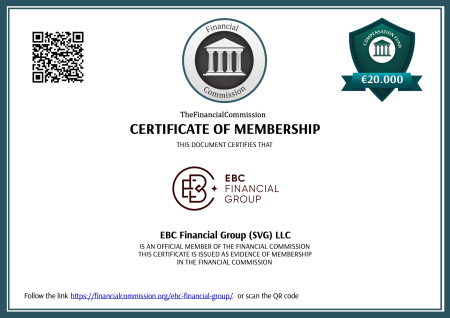 Financial
Commission
COMPENSATION FUND
€20.000
TheFinancialCommission
CERTIFICATE OF MEMBERSHIP
THIS DOCUMENT CERTIFIES THAT
EBC
FINANCIAL
GROUP
EBC Financial Group (SVG) LLC
IS AN OFFICIAL MEMBER OF THE FINANCIAL COMMISSION
THIS CERTIFICATE IS ISSUED AS EVIDENCE OF MEMBERSHIP
IN THE FINANCIAL COMMISSION
Follow the link https://financialcommission.org/ebc-financial-group/ or scan the QR code